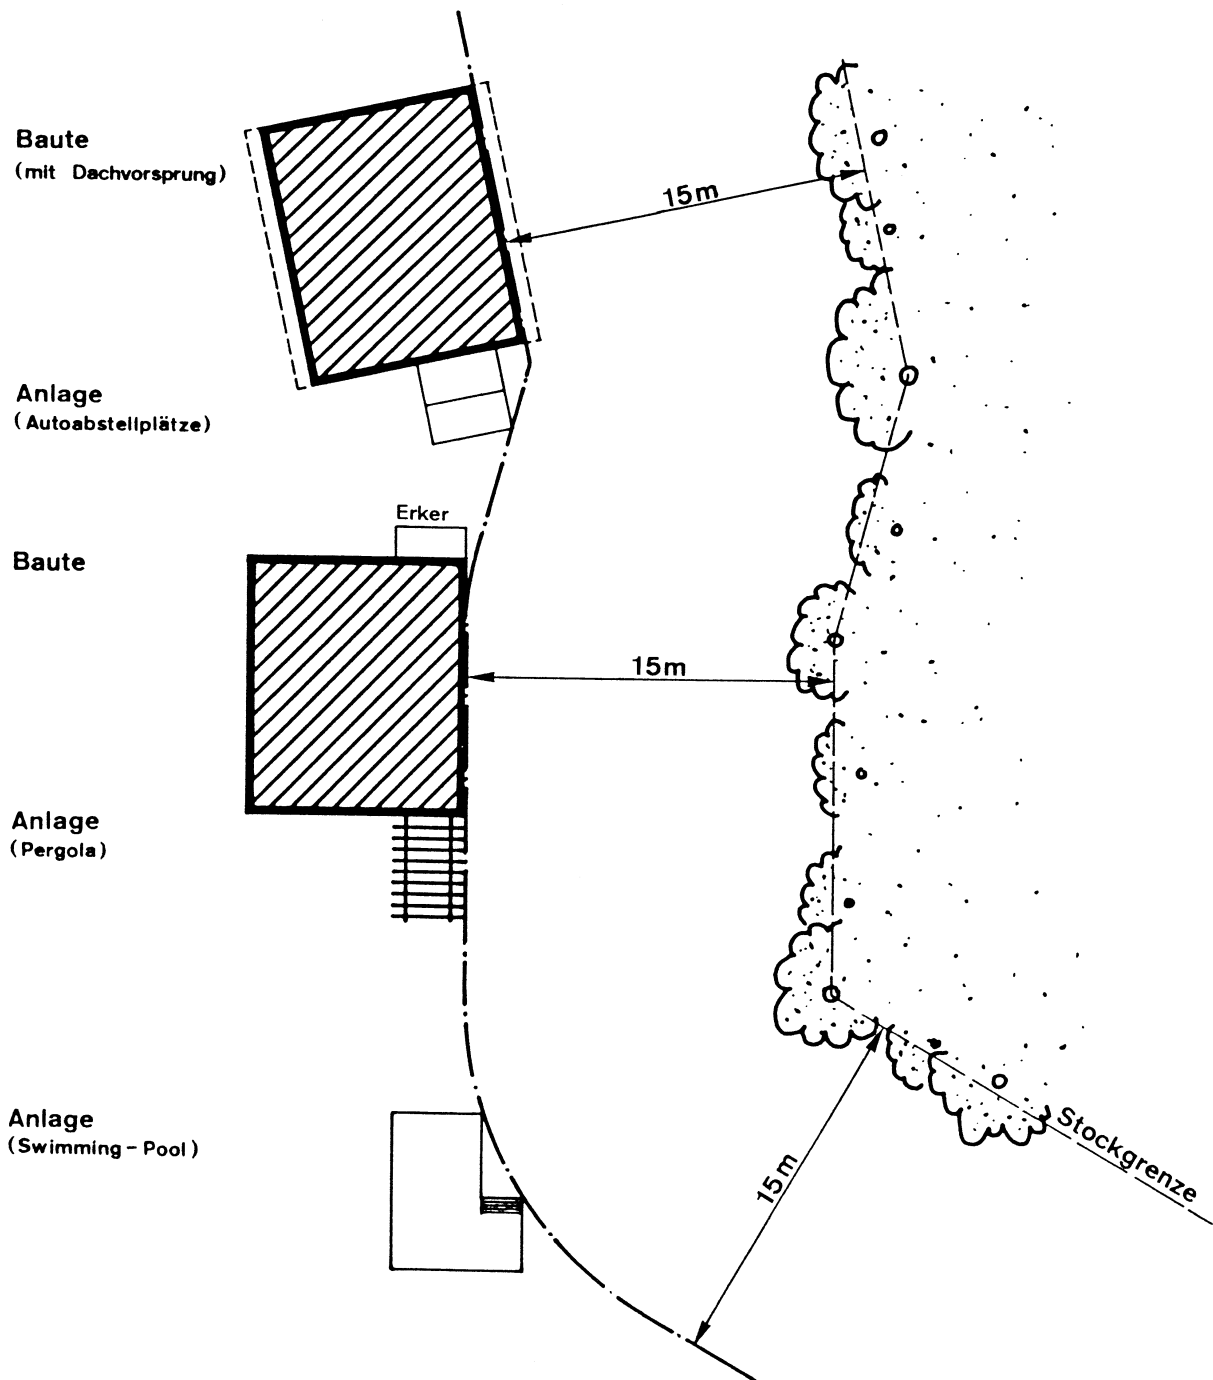 Baute
(mit Dachvorsprung)
15m
Anlage
(Autoabstellplätze)
Erker
Baute
15m
Anlage
(Pergola)
Anlage
(Swimming-Pool)
Stockgrenze
15m